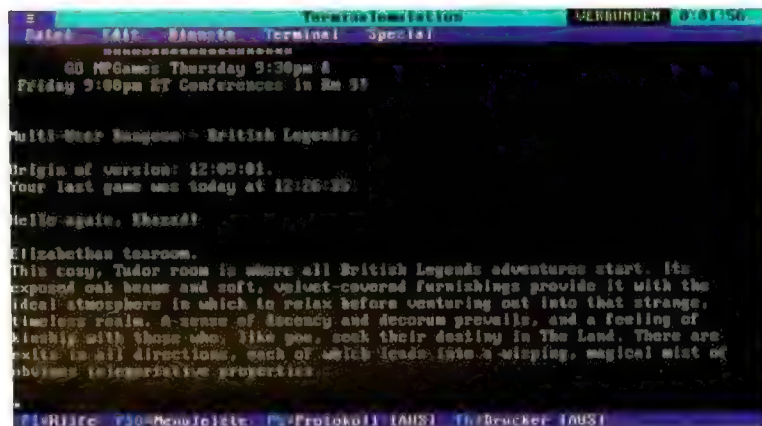 Terminalemulation VERBUNDEN 0:01:56
Datei Edit Dienste Terminal Spezial
GO MPGames Thursday 9:30pm &
Friday 9:00pm ET Conferences in Rm
Multi-User Dungeon - British Legends.
Origin of version: 12:09:01.
Your last game was today at 12:26:35.
Hello again,
Elizabethan tearoom.
This cosy, Tudor room is where all British Legends adventures start. Its
exposed oak beams and soft, velvet-covered furnishings provide it with the
ideal atmosphere in which to relax before venturing out into that strange,
timeless realm. A sense of decency and decorum prevails, and a feeling of
kinship with those who, like you, seek their destiny in The Land. There are
exits in all directions, each of which leads into a wisping, magical mist of
obvious teleportative properties.
F1=Hilfe F10=Menuleiste Protokoll [AUS] Drucker [AUS]